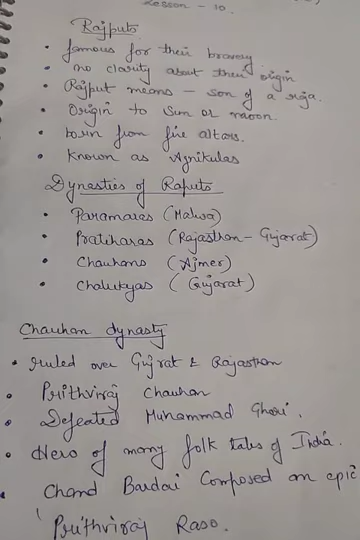 Lesson - 10.
Rajputs
• famous for their bravery
• no clarity about their origin
• Rajput means - son of a raja.
• Origin to Sun or moon.
• born from fire altars.
• Known as Agnikulas
Dynasties of Raputs
• Paramaras (Malwa)
• Pratiharas (Rajasthan - Gujarat)
• Chauhans (Ajmer)
• Chalukyas (Gujarat)
Chauhan dynasty
• ruled over Gujrat & Rajasthan
• Prithviraj Chauhan
• Defeated Muhammad Ghori.
• Hero of many folk tales of India.
• Chand Bardai Composed an epic
' Prithviraj Raso.